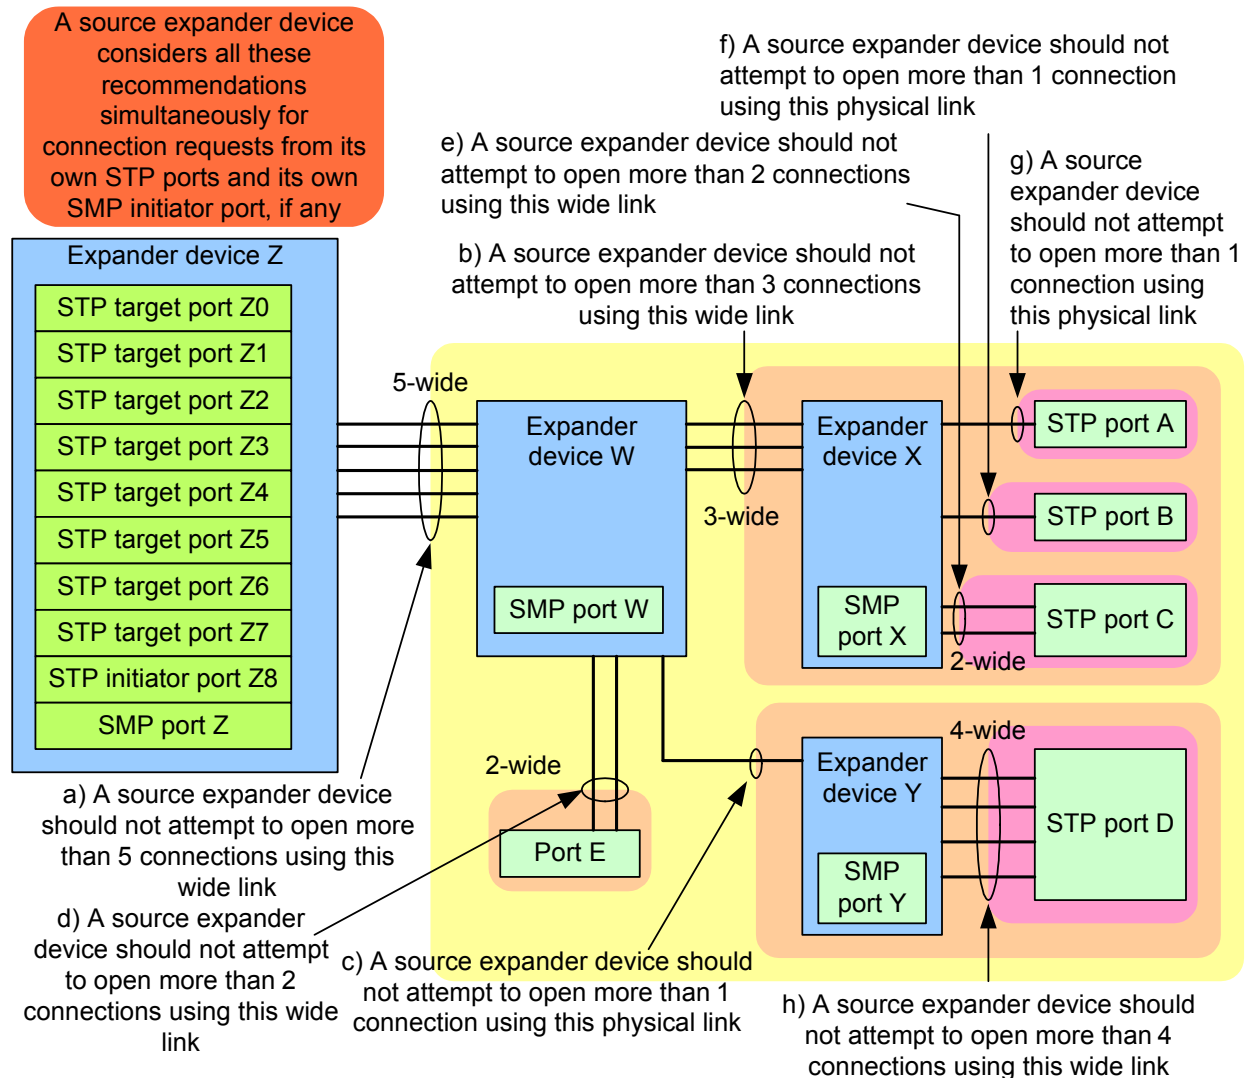 A source expander device
considers all these
recommendations
simultaneously for
connection requests from its
own STP ports and its own
SMP initiator port, if any
f) A source expander device should not
attempt to open more than 1 connection
using this physical link
e) A source expander device should not
attempt to open more than 2 connections
using this wide link
g) A source
expander device
should not attempt
to open more than 1
connection using
this physical link
b) A source expander device should not
attempt to open more than 3 connections
using this wide link
Expander device Z
STP target port Z0
STP target port Z1
STP target port Z2
STP target port Z3
STP target port Z4
STP target port Z5
STP target port Z6
STP target port Z7
STP initiator port Z8
SMP port Z
5-wide
Expander
device W
SMP port W
3-wide
Expander
device X
SMP
port X
STP port A
STP port B
STP port C
2-wide
2-wide
Port E
Expander
device Y
SMP
port Y
4-wide
STP port D
a) A source expander device
should not attempt to open more
than 5 connections using this
wide link
d) A source expander
device should not attempt
to open more than 2
connections using this wide
link
c) A source expander device should
not attempt to open more than 1
connection using this physical link
h) A source expander device should
not attempt to open more than 4
connections using this wide link